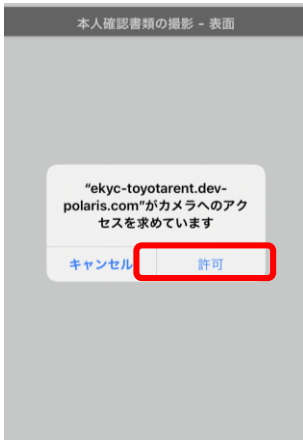 本人確認書類の撮影 - 表面
“ekyc-toyotarent.dev-
polaris.com”がカメラへのアク
セスを求めています
キャンセル
許可